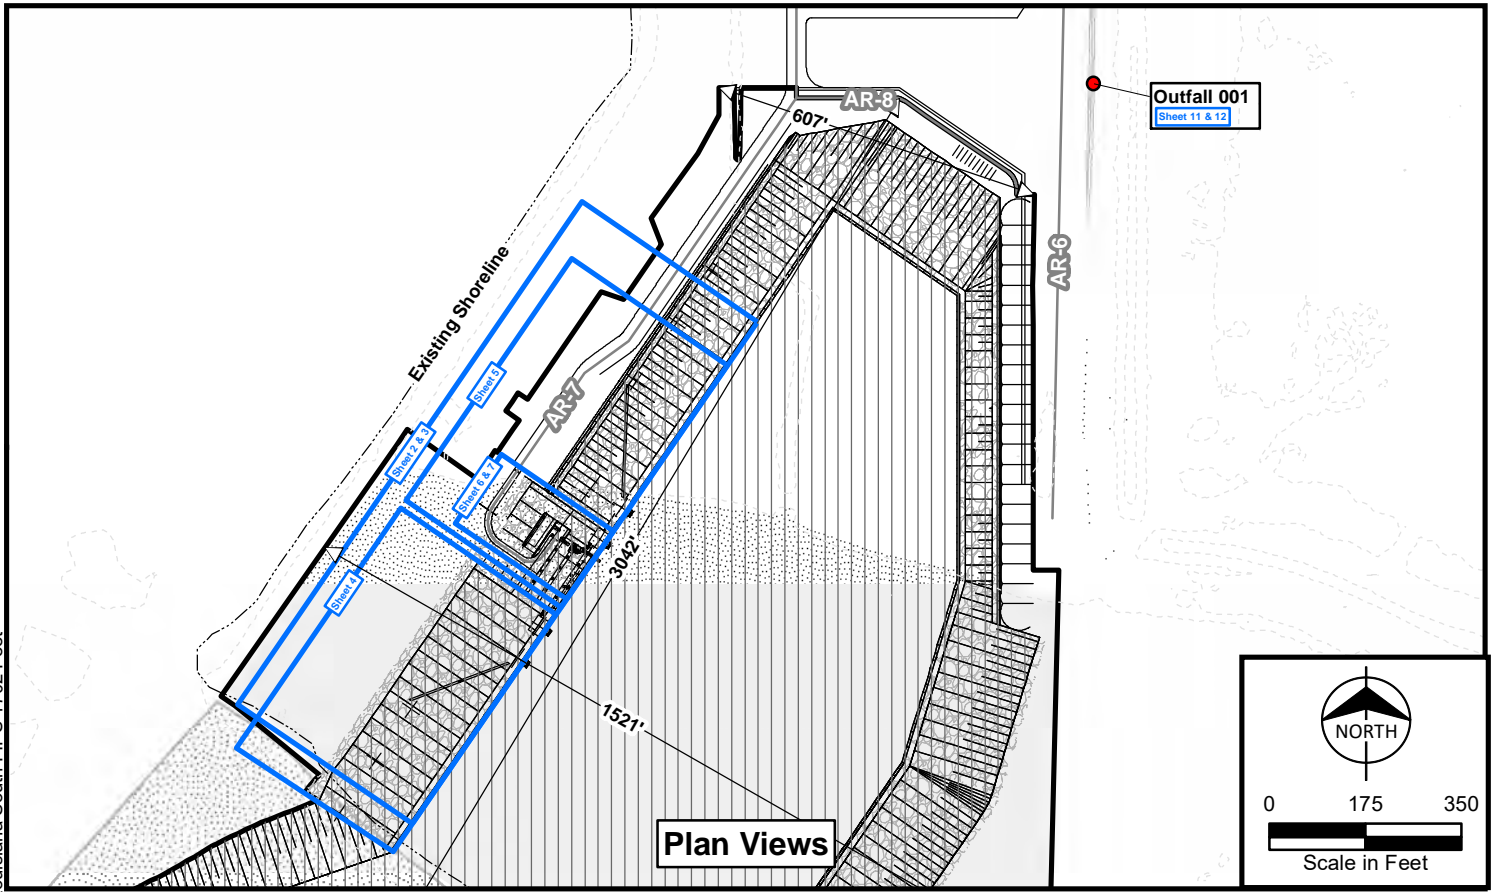 AR-8
607'
Outfall 001
Sheet 11 & 12
AR-6
Existing Shoreline
Sheet 5
AR-7
Sheet 2 & 3
Sheet 6 & 7
3042'
Sheet 4
1521'
Plan Views
NORTH
0 175 350
Scale in Feet